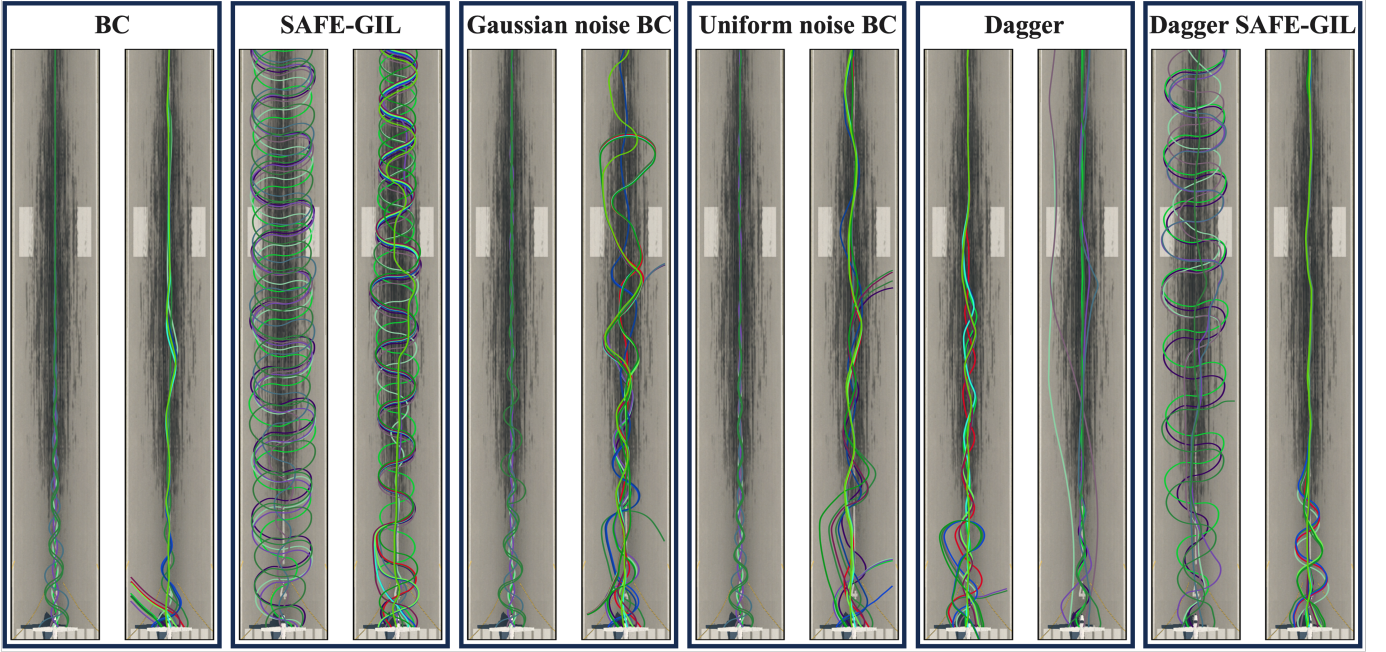 BC
SAFE-GIL
Gaussian noise BC
Uniform noise BC
Dagger
Dagger SAFE-GIL